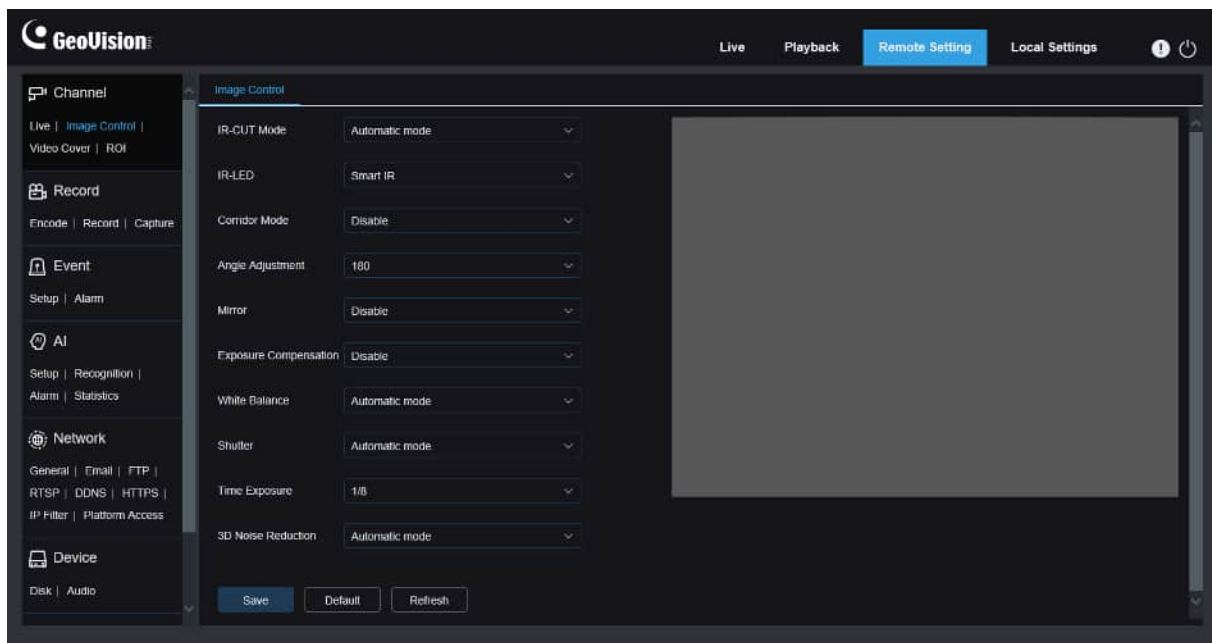 GeoVision
Live Playback Remote Setting Local Settings
Channel
Live | Image Control |
Video Cover | ROI
Record
Encode | Record | Capture
Event
Setup | Alarm
AI
Setup | Recognition |
Alarm | Statistics
Network
General | Email | FTP |
RTSP | DDNS | HTTPS |
IP Filter | Platform Access
Device
Disk | Audio
Image Control
IR-CUT Mode Automatic mode
IR-LED Smart IR
Corridor Mode Disable
Angle Adjustment 180
Mirror Disable
Exposure Compensation Disable
White Balance Automatic mode
Shutter Automatic mode
Time Exposure 1/8
3D Noise Reduction Automatic mode
Save Default Refresh